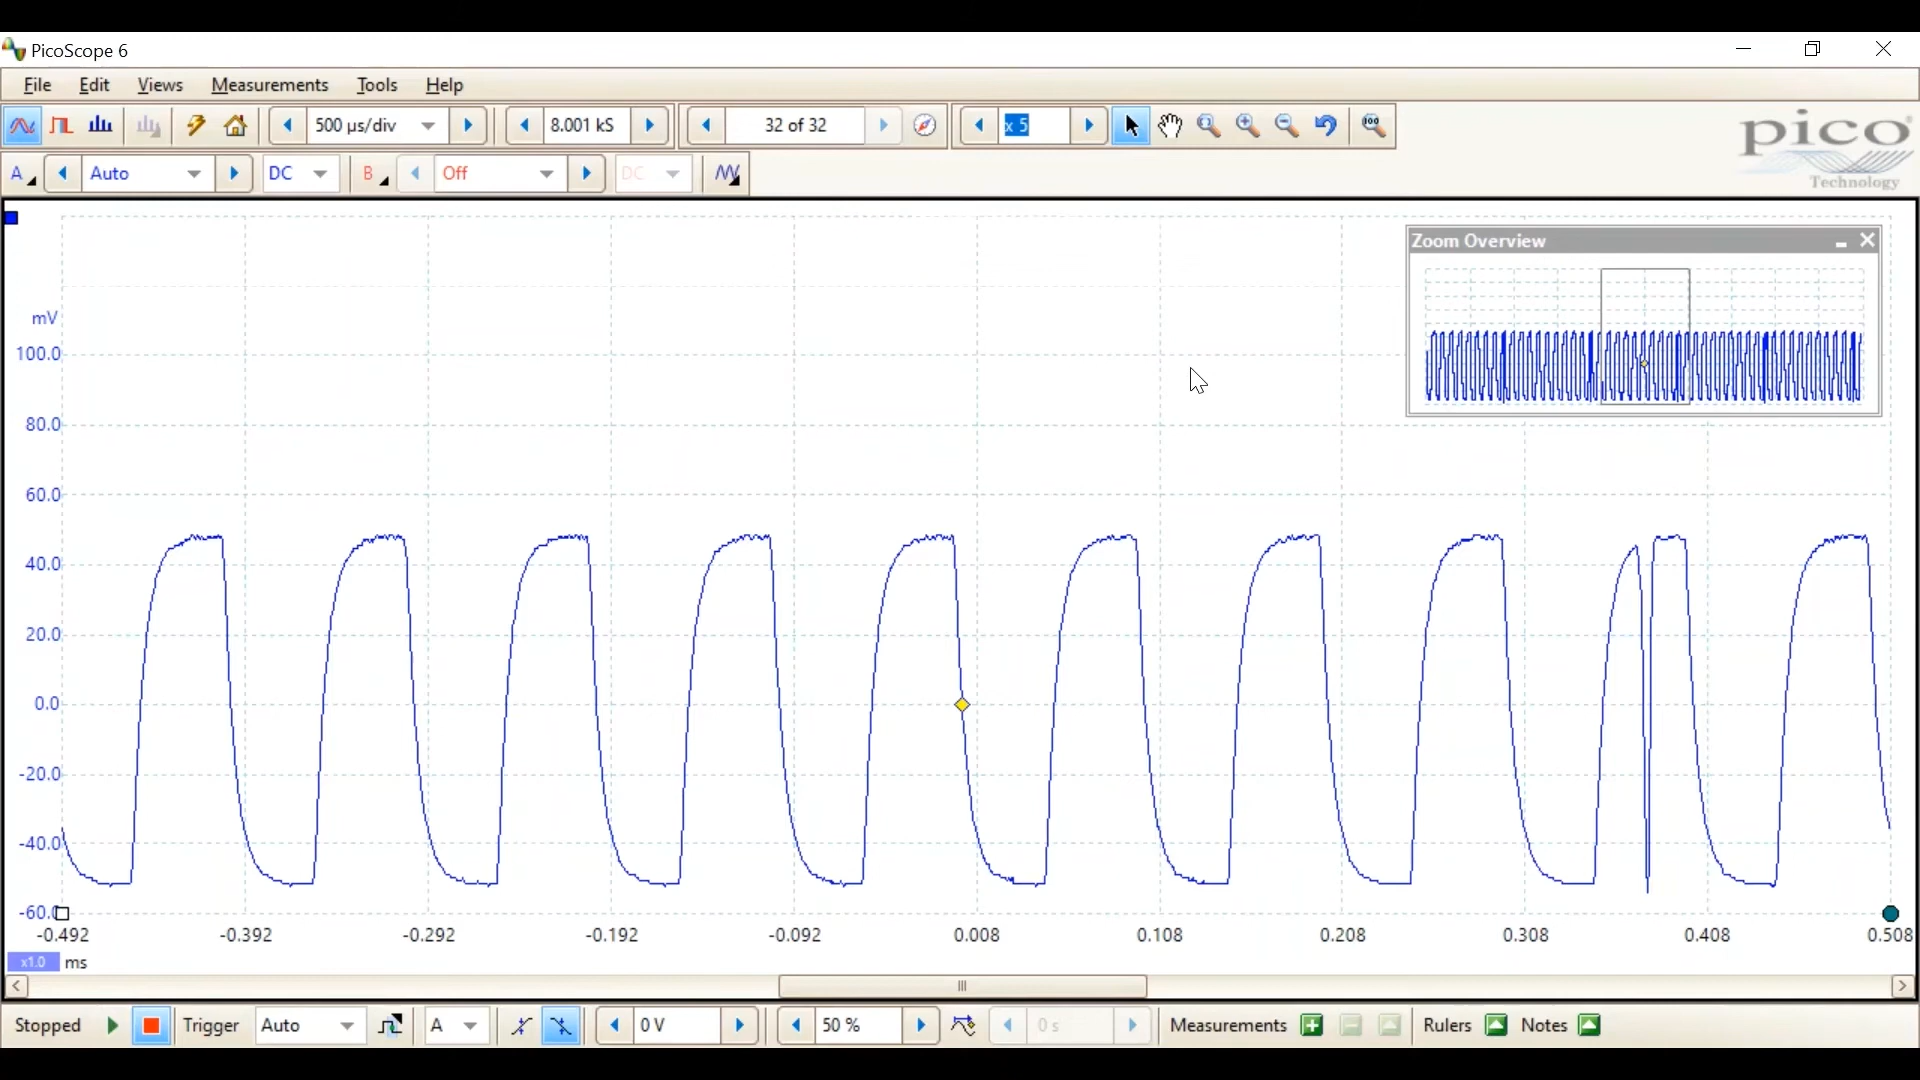 PicoScope 6
File Edit Views Measurements Tools Help
500 µs/div 8.001 kS 32 of 32 x 5
pico
Technology
A Auto DC B Off DC
Zoom Overview
mV
100.0
80.0
60.0
40.0
20.0
0.0
-20.0
-40.0
-60.0
-0.492 -0.392 -0.292 -0.192 -0.092 0.008 0.108 0.208 0.308 0.408 0.508
x1.0 ms
Stopped Trigger Auto A 0 V 50 % 0 s Measurements Rulers Notes